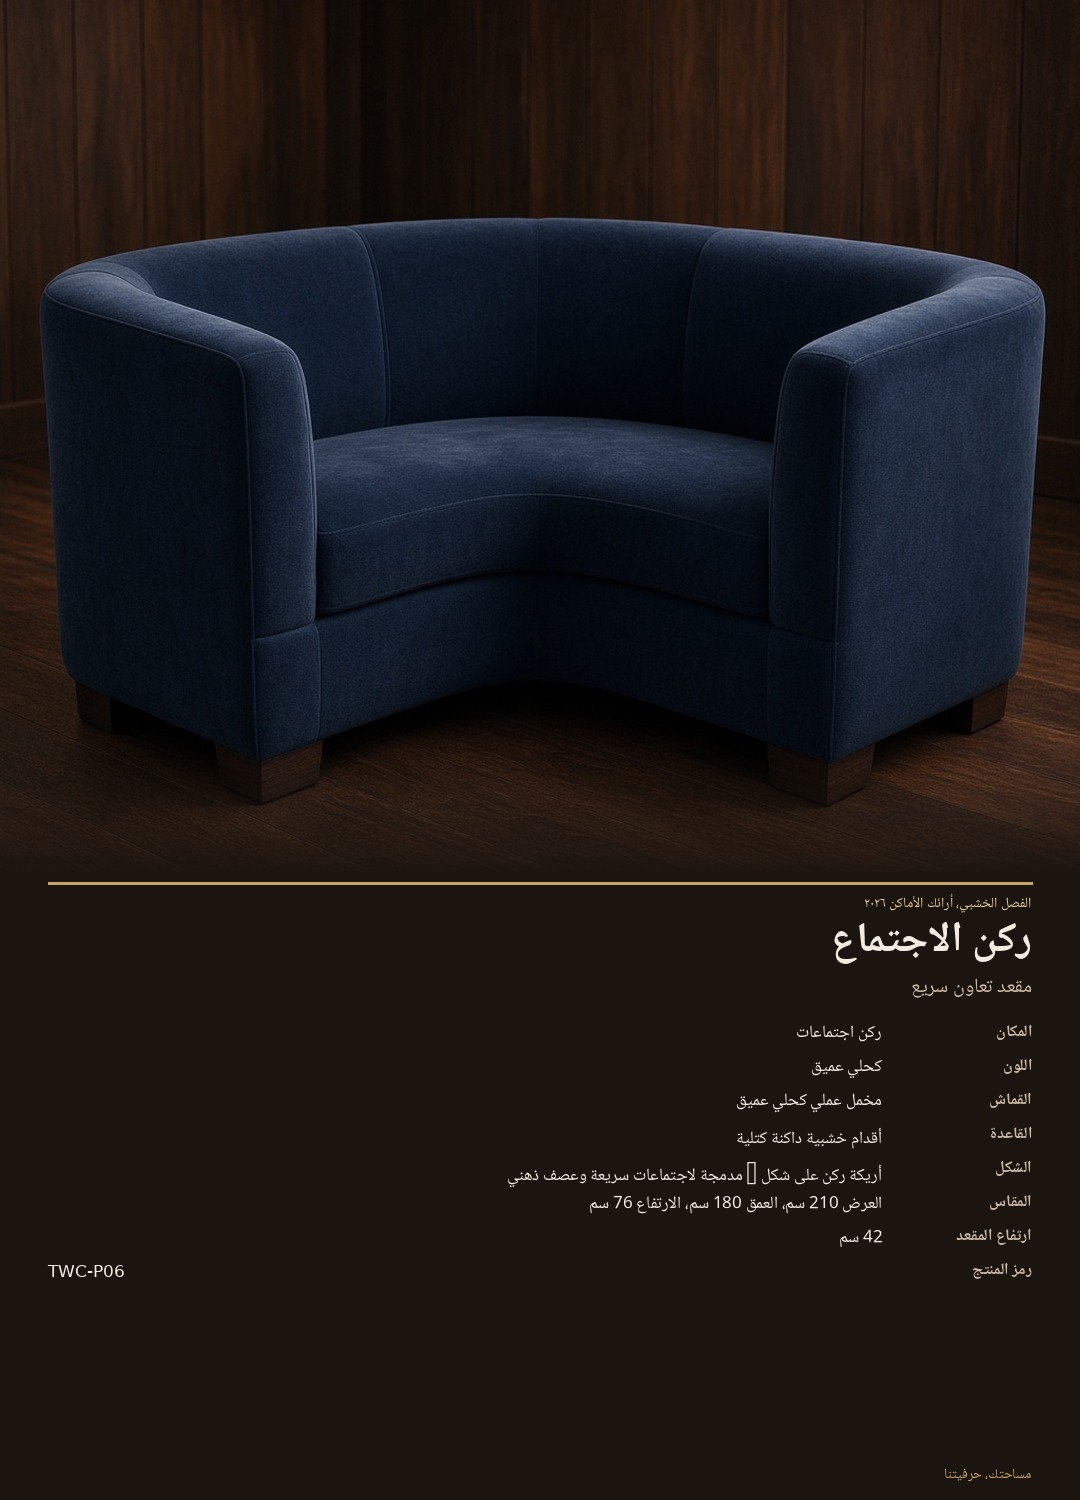 الفصل الخشبي، أرائك الأماكن ٢٠٢٦
ركن الاجتماع
مقعد تعاون سريع
المكان ركن اجتماعات
اللون كحلي عميق
القماش مخمل عملي كحلي عميق
القاعدة أقدام خشبية داكنة كتلية
الشكل أريكة ركن على شكل مدمجة لاجتماعات سريعة وعصف ذهني
المقاس العرض 210 سم، العمق 180 سم، الارتفاع 76 سم
ارتفاع المقعد 42 سم
رمز المنتج TWC-P06
مساحتك، حرفيتنا